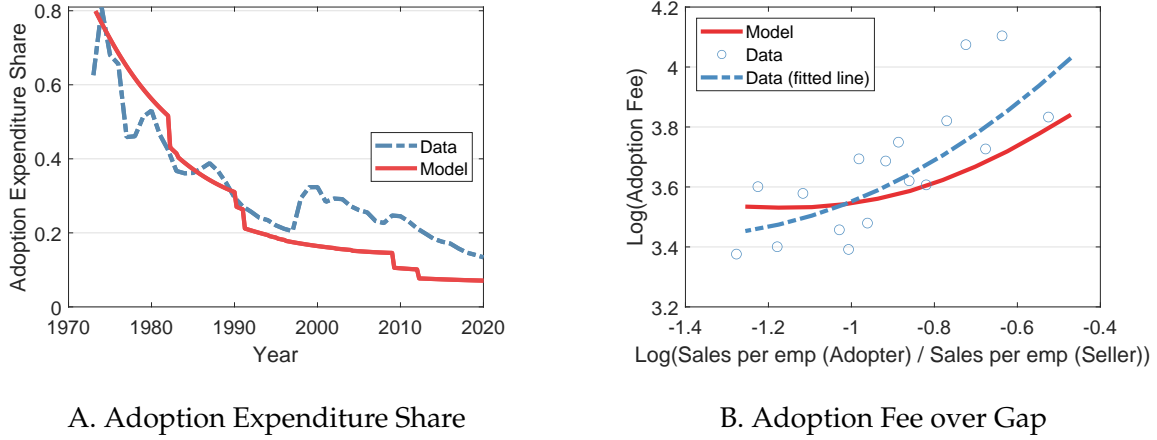 Adoption Expenditure Share
0.8
0.6
0.4
0.2
0
1970
1980
1990
2000
2010
2020
Year
Data
Model
A. Adoption Expenditure Share
Log(Adoption Fee)
4.2
4
3.8
3.6
3.4
3.2
-1.4
-1.2
-1
-0.8
-0.6
-0.4
Log(Sales per emp (Adopter) / Sales per emp (Seller))
Model
Data
Data (fitted line)
B. Adoption Fee over Gap